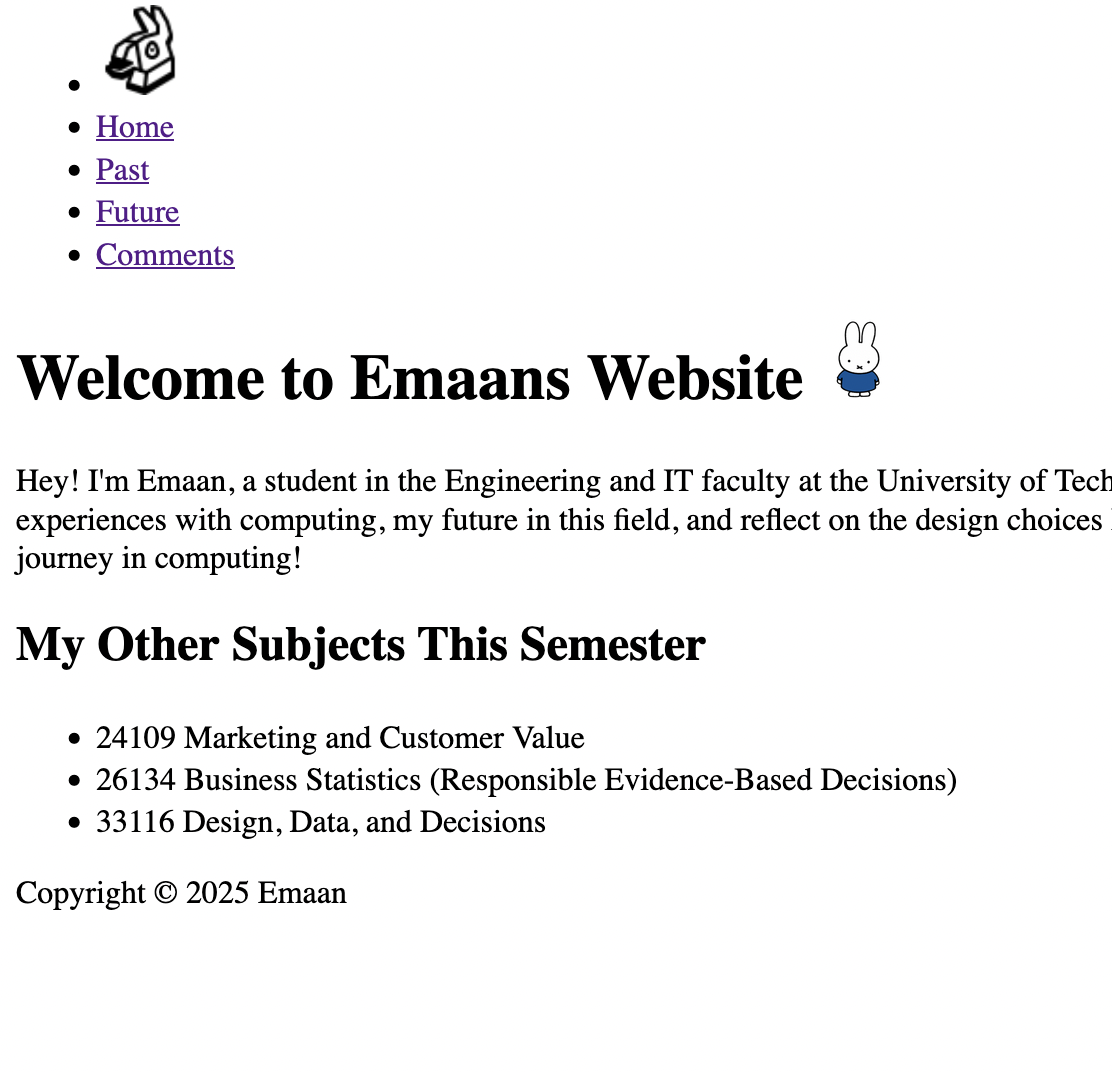 Home
Past
Future
Comments
Welcome to Emaans Website
Hey! I'm Emaan, a student in the Engineering and IT faculty at the University of
experiences with computing, my future in this field, and reflect on the design choices
journey in computing!
My Other Subjects This Semester
24109 Marketing and Customer Value
26134 Business Statistics (Responsible Evidence-Based Decisions)
33116 Design, Data, and Decisions
Copyright © 2025 Emaan